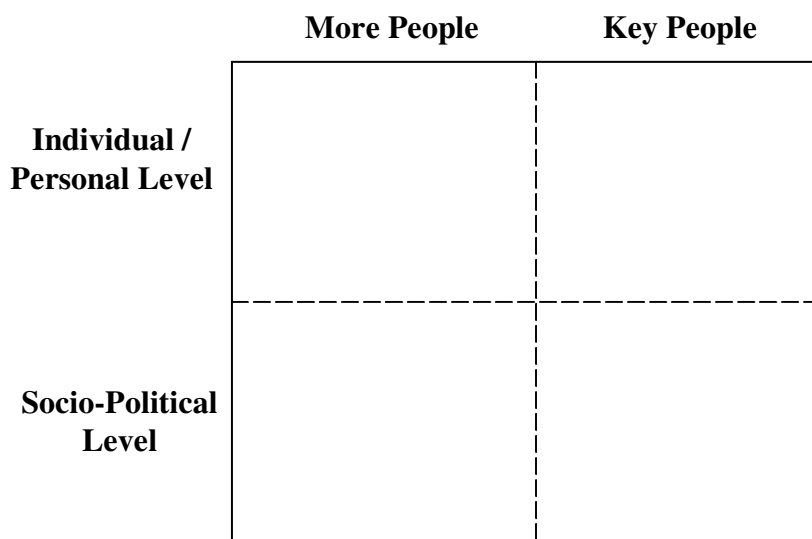 More People Key People
Individual /
Personal Level
Socio-Political
Level